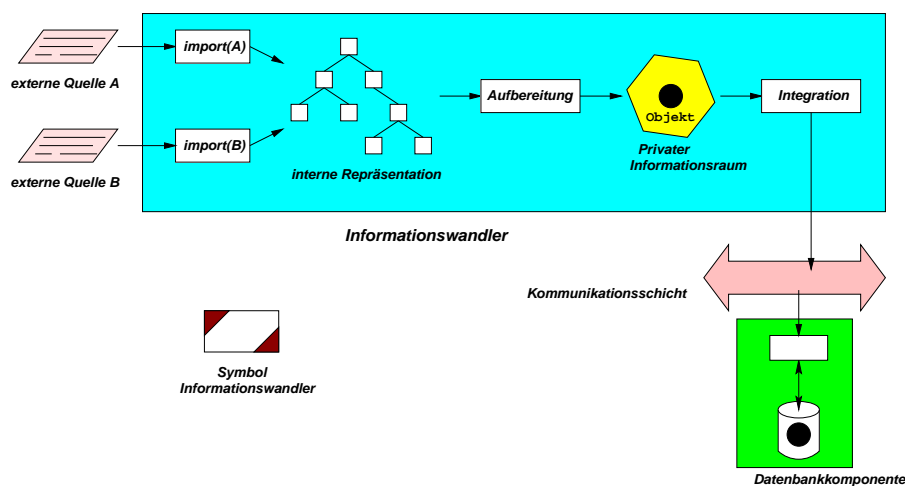 externe Quelle A
import(A)
externe Quelle B
import(B)
interne Repräsentation
Aufbereitung
Objekt
Privater
Informationsraum
Integration
Informationswandler
Kommunikationsschicht
Symbol
Informationswandler
Datenbankkomponente